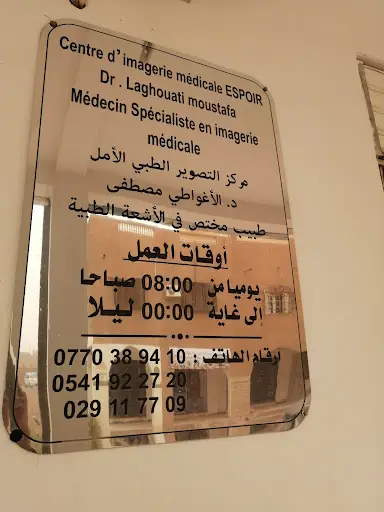 Centre d'imagerie médicale ESPOIR
Dr . Laghouati moustafa
Médecin Spécialiste en imagerie
médicale
مركز التصوير الطبي الأمل
د. الأغواطي مصطفى
طبيب مختص في الأشعة الطبية
أوقات العمل
يوميا من 08:00 صباحا
الى غاية 00:00 ليلا
ارقام الهاتف : 0770 38 94 10
0541 92 27 20
029 11 77 09